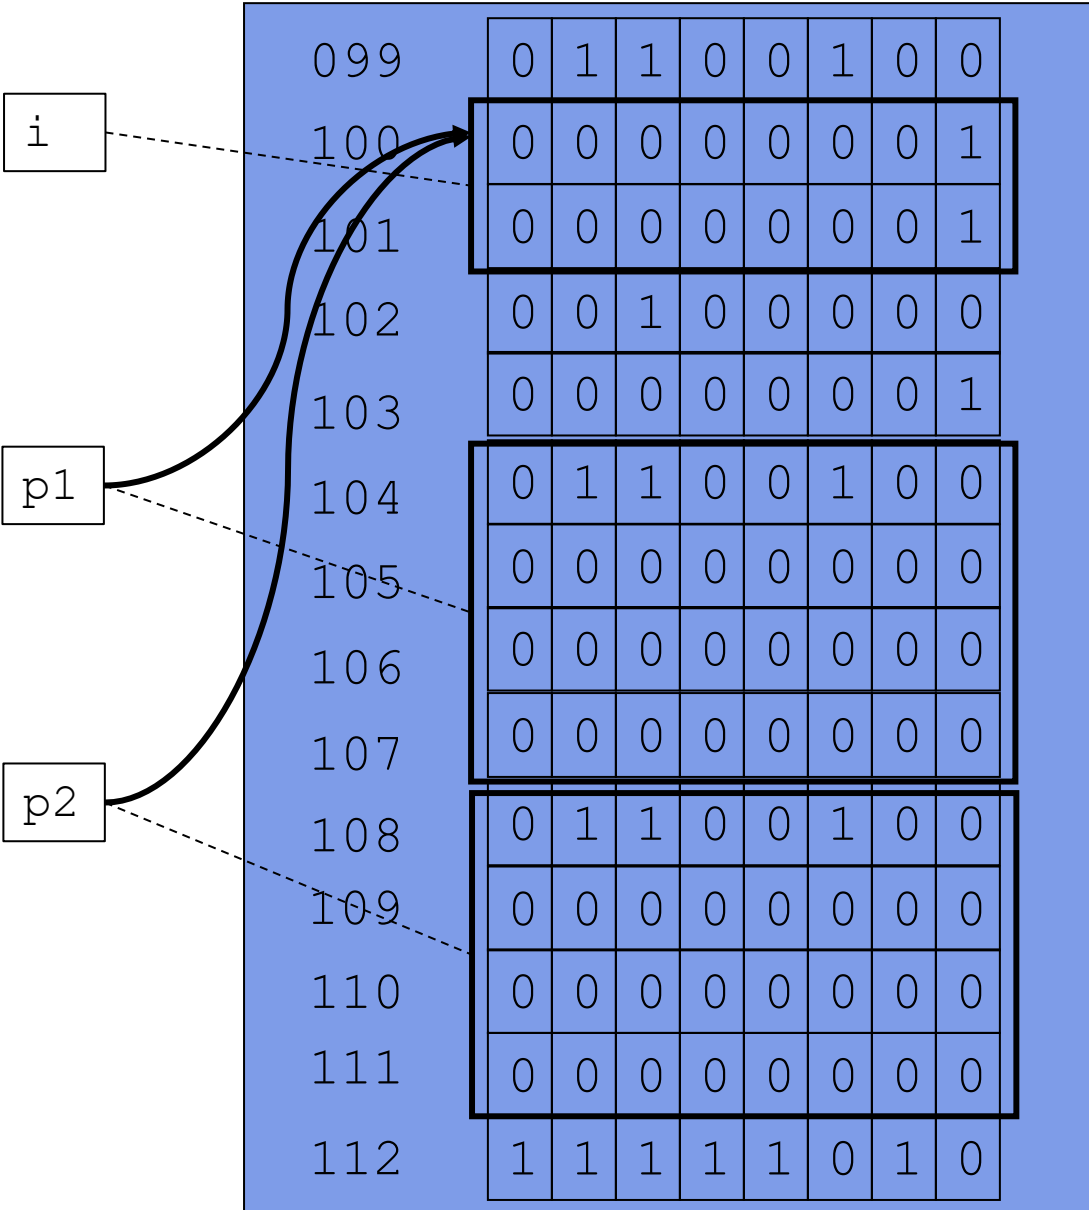 099 0 1 1 0 0 1 0 0
i
100 0 0 0 0 0 0 0 1
101 0 0 0 0 0 0 0 1
102 0 0 1 0 0 0 0 0
103 0 0 0 0 0 0 0 1
p1
104 0 1 1 0 0 1 0 0
105 0 0 0 0 0 0 0 0
106 0 0 0 0 0 0 0 0
107 0 0 0 0 0 0 0 0
p2
108 0 1 1 0 0 1 0 0
109 0 0 0 0 0 0 0 0
110 0 0 0 0 0 0 0 0
111 0 0 0 0 0 0 0 0
112 1 1 1 1 1 0 1 0